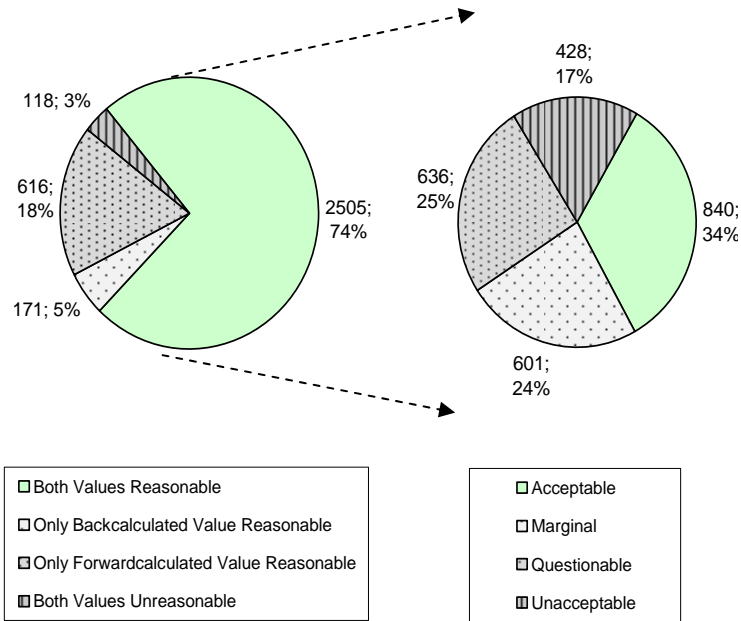 118; 3%
616;
18%
171; 5%
2505;
74%
428;
17%
636;
25%
840;
34%
601;
24%
Both Values Reasonable
Only Backcalculated Value Reasonable
Only Forwardcalculated Value Reasonable
Both Values Unreasonable
Acceptable
Marginal
Questionable
Unacceptable